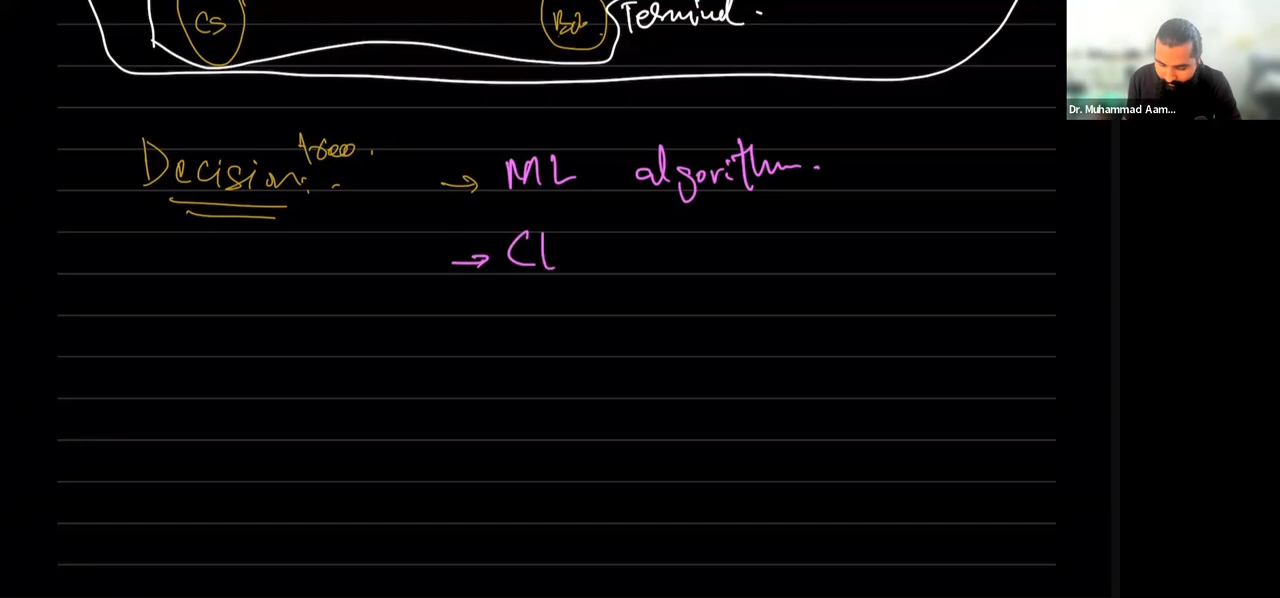 CS
Terminal.
Dr. Muhammad Aam...
Decision Tree. → ML algorithm.
→ Cl